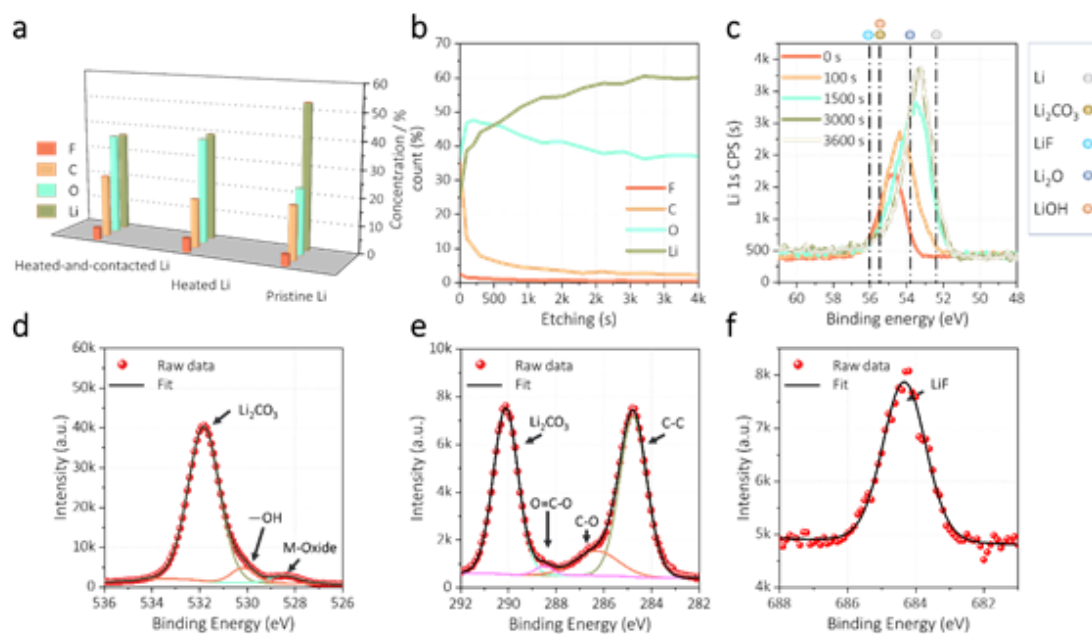 a
F
C
O
Li
60
50
40
30
20
10
0
Concentration / %
Heated-and-contacted Li
Heated Li
Pristine Li
b
70
60
50
40
30
20
10
0
count (%)
F
C
O
Li
0 500 1k 2k 2k 3k 3k 4k 4k
Etching (s)
c
4k
3k
3k
2k
2k
1k
500
0
Li 1s CPS (s)
0 s
100 s
1500 s
3000 s
3600 s
60 58 56 54 52 50 48
Binding energy (eV)
Li
Li₂CO₃
LiF
Li₂O
LiOH
d
60k
50k
40k
30k
20k
10k
0
Intensity (a.u.)
Raw data
Fit
Li₂CO₃
—OH
M-Oxide
536 534 532 530 528 526
Binding Energy (eV)
e
10k
8k
6k
4k
2k
0
Intensity (a.u.)
Raw data
Fit
Li₂CO₃
C-C
O=C-O
C-O
292 290 288 286 284 282
Binding Energy (eV)
f
8k
7k
6k
5k
4k
Intensity (a.u.)
Raw data
Fit
LiF
688 686 684 682
Binding Energy (eV)